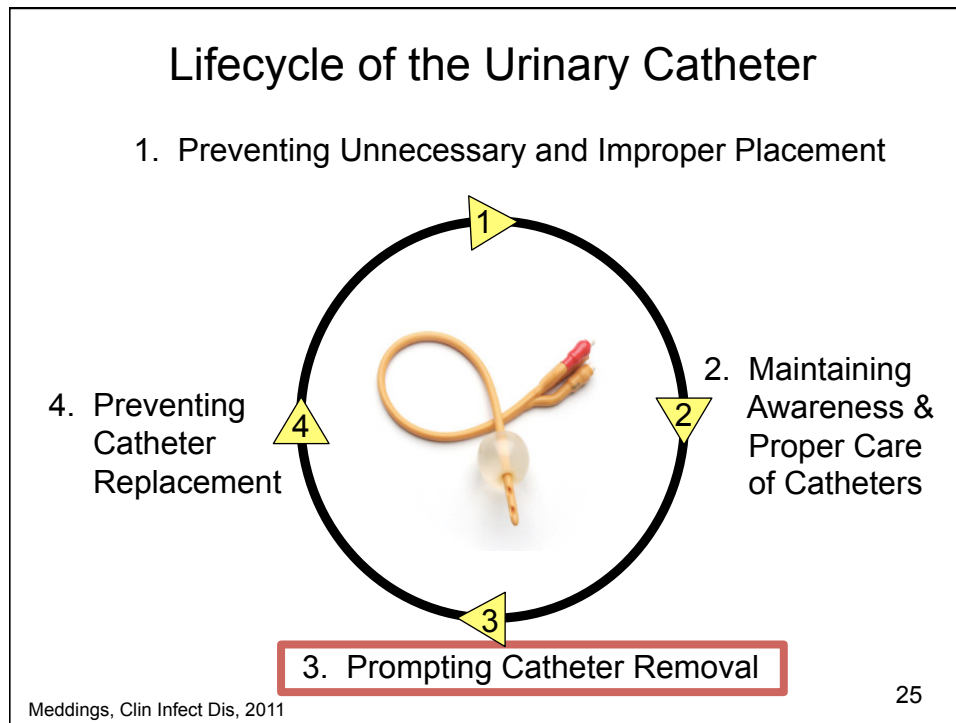 Lifecycle of the Urinary Catheter
1. Preventing Unnecessary and Improper Placement
1
2. Maintaining
Awareness &
Proper Care
of Catheters
2
4. Preventing
Catheter
Replacement
4
3
3. Prompting Catheter Removal
Meddings, Clin Infect Dis, 2011
25